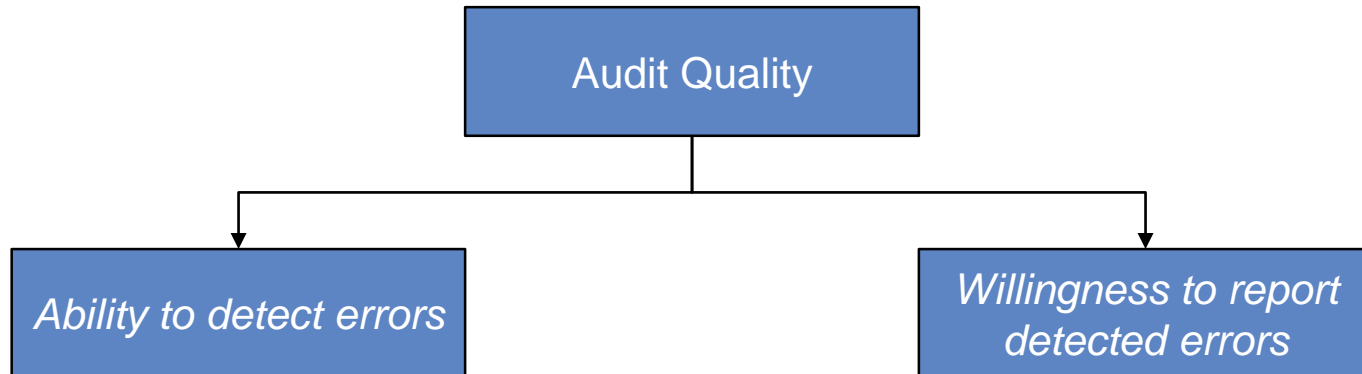 Audit Quality
Ability to detect errors
Willingness to report
detected errors